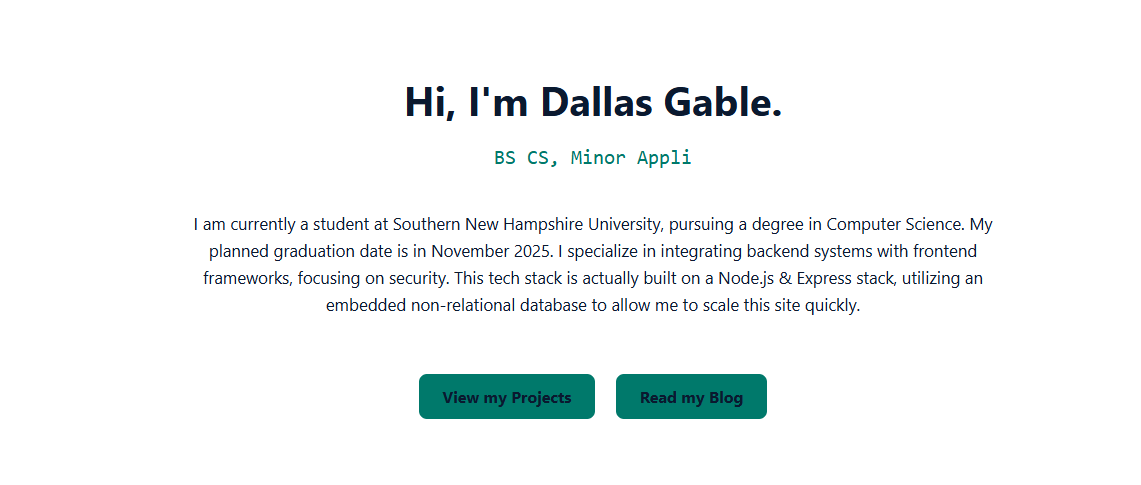 Hi, I'm Dallas Gable.
BS CS, Minor Appli
I am currently a student at Southern New Hampshire University, pursuing a degree in Computer Science. My
planned graduation date is in November 2025. I specialize in integrating backend systems with frontend
frameworks, focusing on security. This tech stack is actually built on a Node.js & Express stack, utilizing an
embedded non-relational database to allow me to scale this site quickly.
View my Projects
Read my Blog